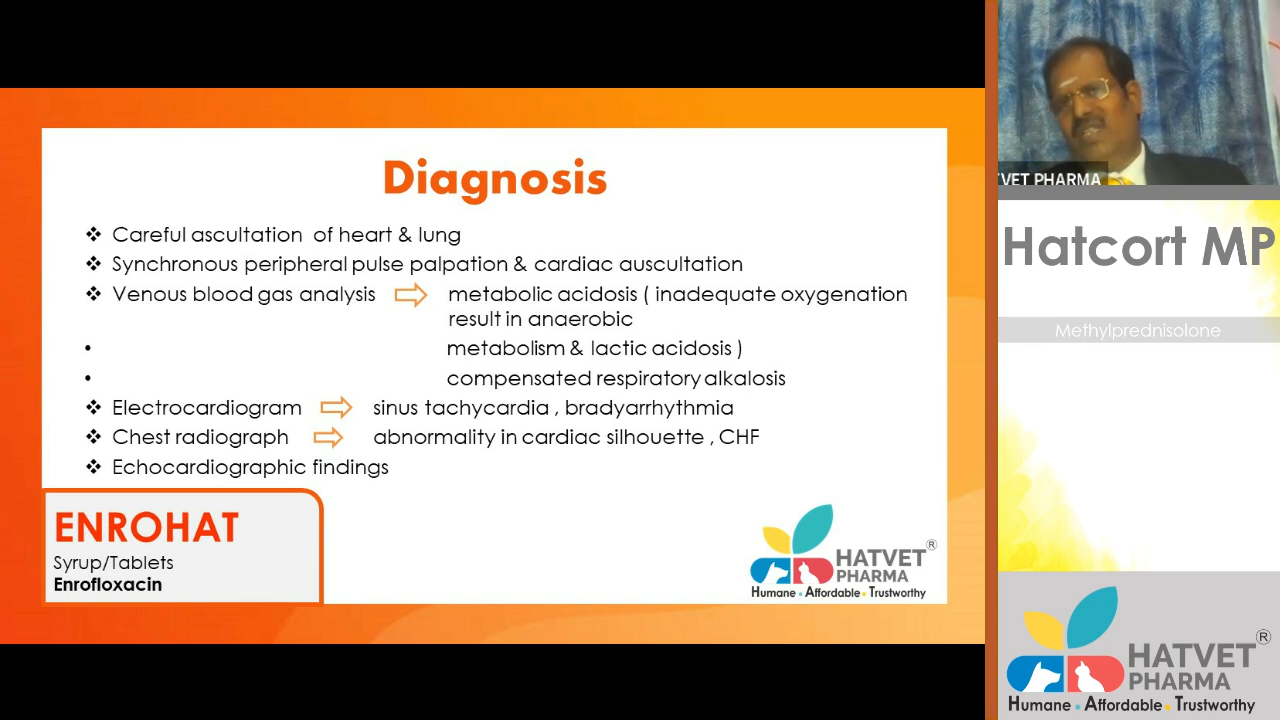 Diagnosis
❖ Careful ascultation of heart & lung
❖ Synchronous peripheral pulse palpation & cardiac auscultation
❖ Venous blood gas analysis ⇨ metabolic acidosis ( inadequate oxygenation
result in anaerobic
• metabolism & lactic acidosis )
• compensated respiratory alkalosis
❖ Electrocardiogram ⇨ sinus tachycardia , bradyarrhythmia
❖ Chest radiograph ⇨ abnormality in cardiac silhouette , CHF
❖ Echocardiographic findings
ENROHAT
Syrup/Tablets
Enrofloxacin
HATVET®
PHARMA
Humane • Affordable • Trustworthy
VET PHARMA
Hatcort MP
Methylprednisolone
HATVET®
PHARMA
Humane • Affordable • Trustworthy